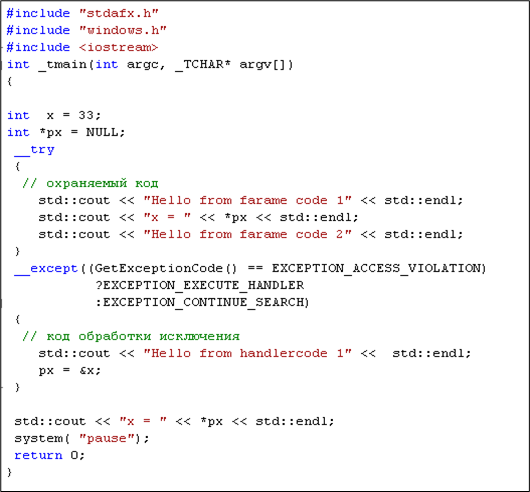 #include "stdafx.h"
#include "windows.h"
#include <iostream>
int _tmain(int argc, _TCHAR* argv[])
{
int  x = 33;
int *px = NULL;
__try
{
// охраняемый код
std::cout << "Hello from farame code 1" << std::endl;
std::cout << "x = " << *px << std::endl;
std::cout << "Hello from farame code 2" << std::endl;
}
__except((GetExceptionCode() == EXCEPTION_ACCESS_VIOLATION)
?EXCEPTION_EXECUTE_HANDLER
:EXCEPTION_CONTINUE_SEARCH)
{
// код обработки исключения
std::cout << "Hello from handlercode 1" <<  std::endl;
px = &x;
}
std::cout << "x = " << *px << std::endl;
system( "pause");
return 0;
}